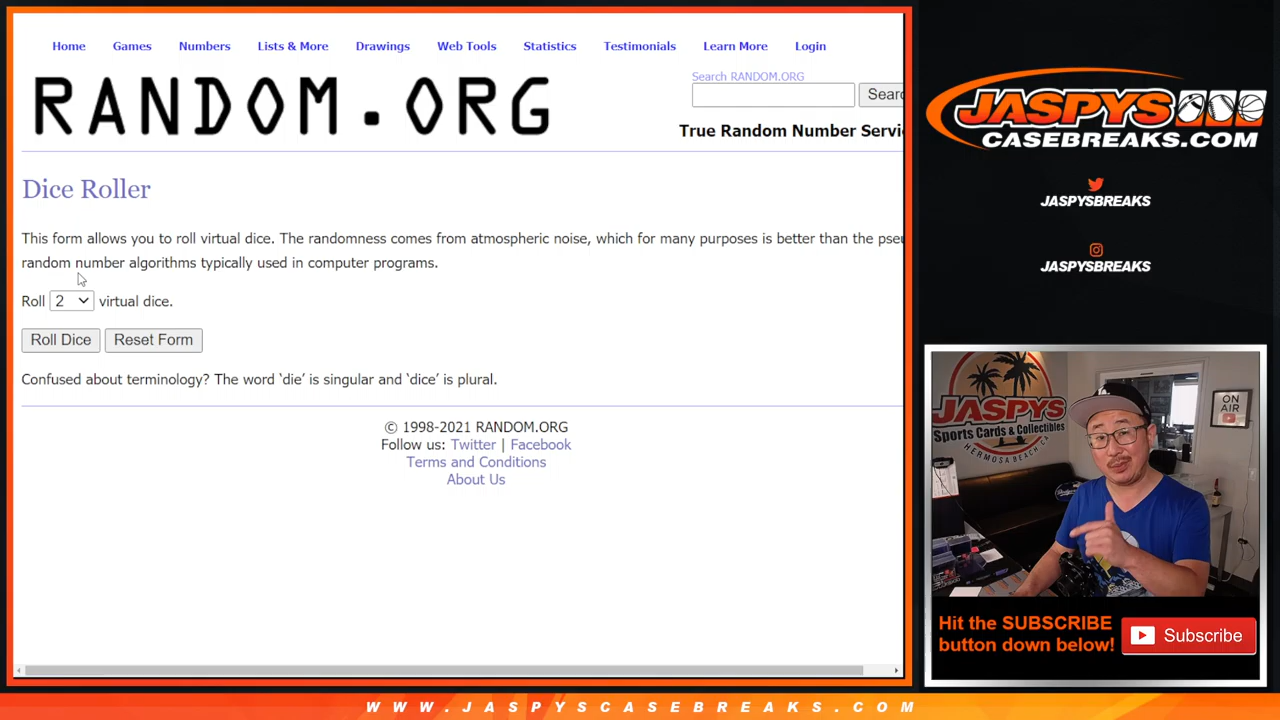 Home Games Numbers Lists & More Drawings Web Tools Statistics Testimonials Learn More Login
RANDOM.ORG
Search RANDOM.ORG
Searc
True Random Number Servi
Dice Roller
This form allows you to roll virtual dice. The randomness comes from atmospheric noise, which for many purposes is better than the pseu
random number algorithms typically used in computer programs.
Roll 2 virtual dice.
Roll Dice Reset Form
Confused about terminology? The word ‘die’ is singular and ‘dice’ is plural.
© 1998-2021 RANDOM.ORG
Follow us: Twitter | Facebook
Terms and Conditions
About Us
JASPYS
CASEBREAKS.COM
JASPYSBREAKS
JASPYSBREAKS
JASPYS
Sports Cards & Collectibles
HERMOSA BEACH CA
ON
AIR
Hit the SUBSCRIBE
button down below!
Subscribe
WWW.JASPYSCASEBREAKS.COM